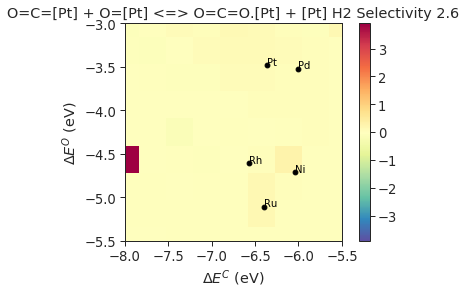 O=C=[Pt] + O=[Pt] <=> O=C=O.[Pt] + [Pt] H2 Selectivity 2.6
−3.0
−3.5
−4.0
−4.5
−5.0
−5.5
ΔE^O (eV)
Pt
Pd
Rh
Ni
Ru
−8.0 −7.5 −7.0 −6.5 −6.0 −5.5
ΔE^C (eV)
3
2
1
0
−1
−2
−3